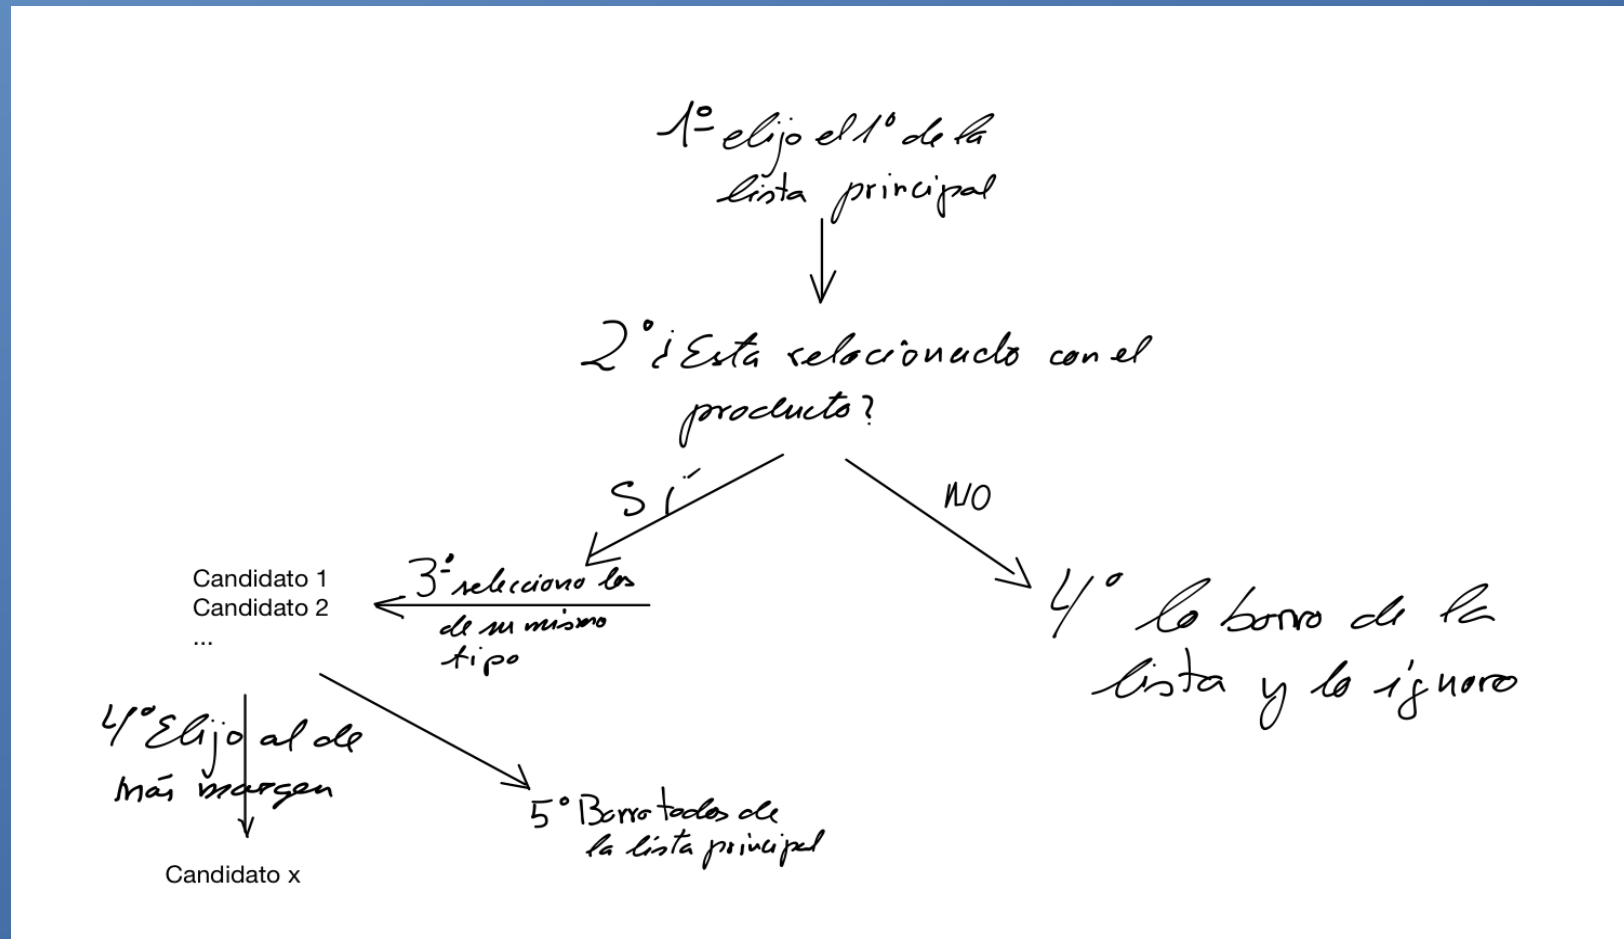 1º elijo el 1º de la
lista principal
2º ¿Esta relacionado con el
producto?
Sí
NO
3º selecciono los
de su mismo
tipo
Candidato 1
Candidato 2
...
4º lo borro de la
lista y lo ignoro
4º Elijo al de
más margen
5º Borro todos de
la lista principal
Candidato x